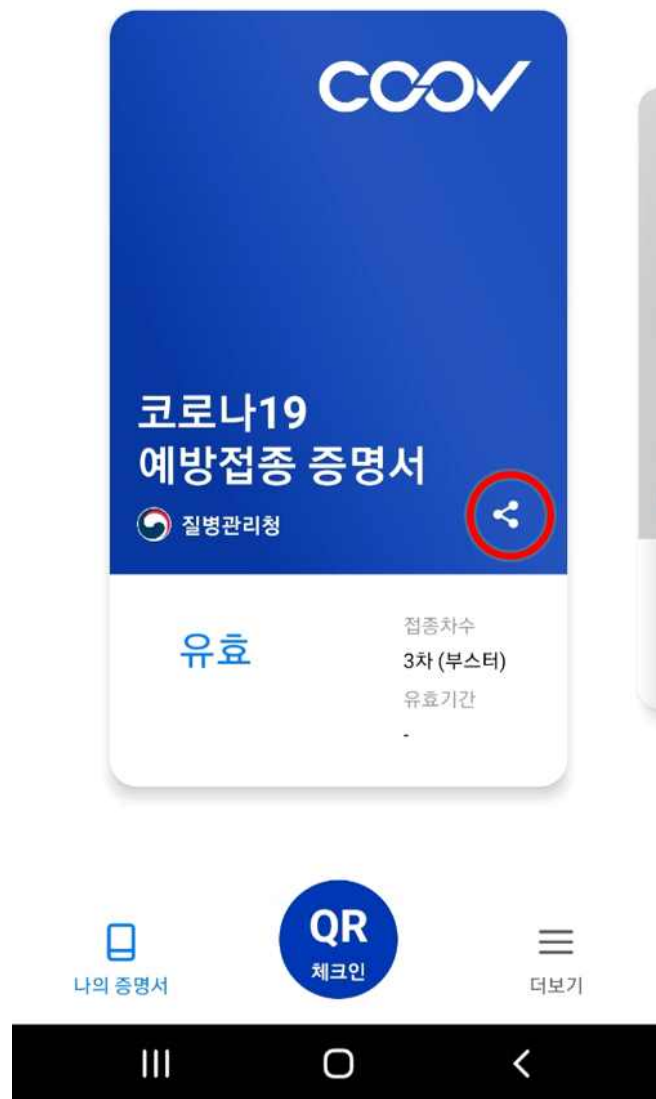 COOV
코로나19
예방접종 증명서
질병관리청
유효
접종차수
3차 (부스터)
유효기간
-
QR
체크인
나의 증명서
더보기